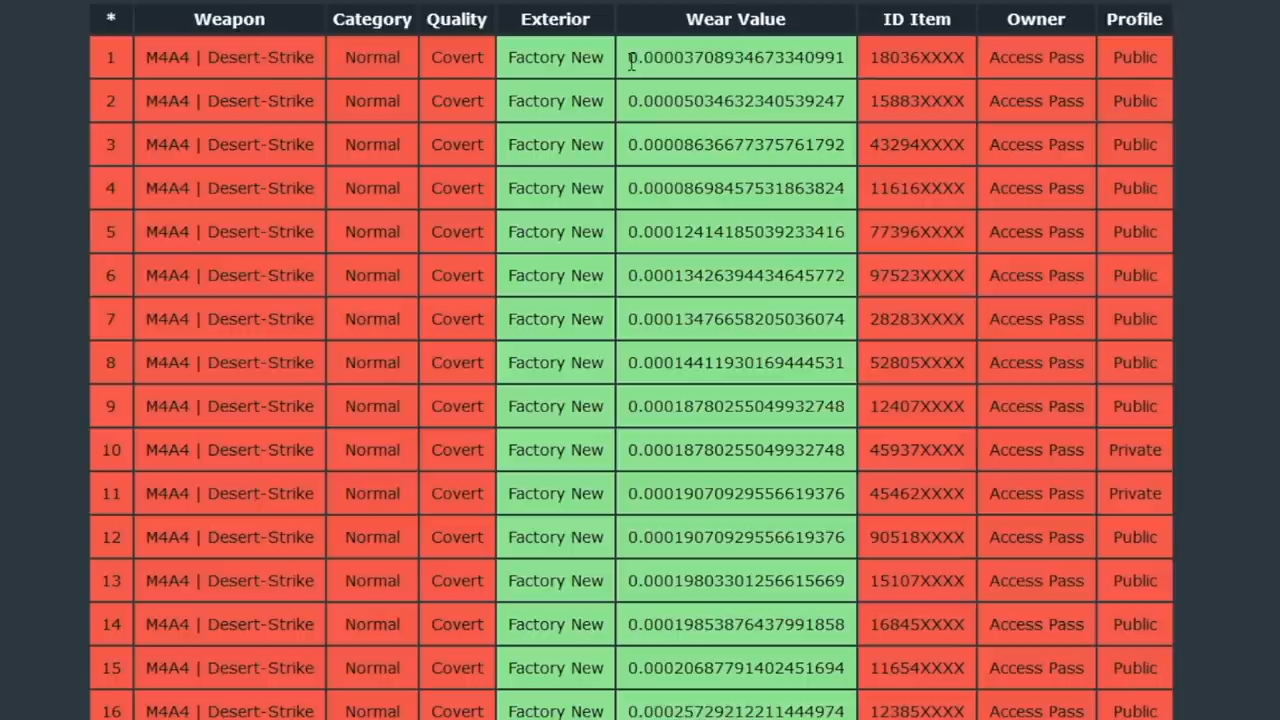 * Weapon Category Quality Exterior Wear Value ID Item Owner Profile
1 M4A4 | Desert-Strike Normal Covert Factory New 0.00003708934673340991 18036XXXX Access Pass Public
2 M4A4 | Desert-Strike Normal Covert Factory New 0.00005034632340539247 15883XXXX Access Pass Public
3 M4A4 | Desert-Strike Normal Covert Factory New 0.00008636677375761792 43294XXXX Access Pass Public
4 M4A4 | Desert-Strike Normal Covert Factory New 0.00008698457531863824 11616XXXX Access Pass Public
5 M4A4 | Desert-Strike Normal Covert Factory New 0.00012414185039233416 77396XXXX Access Pass Public
6 M4A4 | Desert-Strike Normal Covert Factory New 0.00013426394434645772 97523XXXX Access Pass Public
7 M4A4 | Desert-Strike Normal Covert Factory New 0.00013476658205036074 28283XXXX Access Pass Public
8 M4A4 | Desert-Strike Normal Covert Factory New 0.00014411930169444531 52805XXXX Access Pass Public
9 M4A4 | Desert-Strike Normal Covert Factory New 0.00018780255049932748 12407XXXX Access Pass Public
10 M4A4 | Desert-Strike Normal Covert Factory New 0.00018780255049932748 45937XXXX Access Pass Private
11 M4A4 | Desert-Strike Normal Covert Factory New 0.00019070929556619376 45462XXXX Access Pass Private
12 M4A4 | Desert-Strike Normal Covert Factory New 0.00019070929556619376 90518XXXX Access Pass Public
13 M4A4 | Desert-Strike Normal Covert Factory New 0.00019803301256615669 15107XXXX Access Pass Public
14 M4A4 | Desert-Strike Normal Covert Factory New 0.00019853876437991858 16845XXXX Access Pass Public
15 M4A4 | Desert-Strike Normal Covert Factory New 0.00020687791402451694 11654XXXX Access Pass Public
16 M4A4 | Desert-Strike Normal Covert Factory New 0.00025729212211444974 12385XXXX Access Pass Public